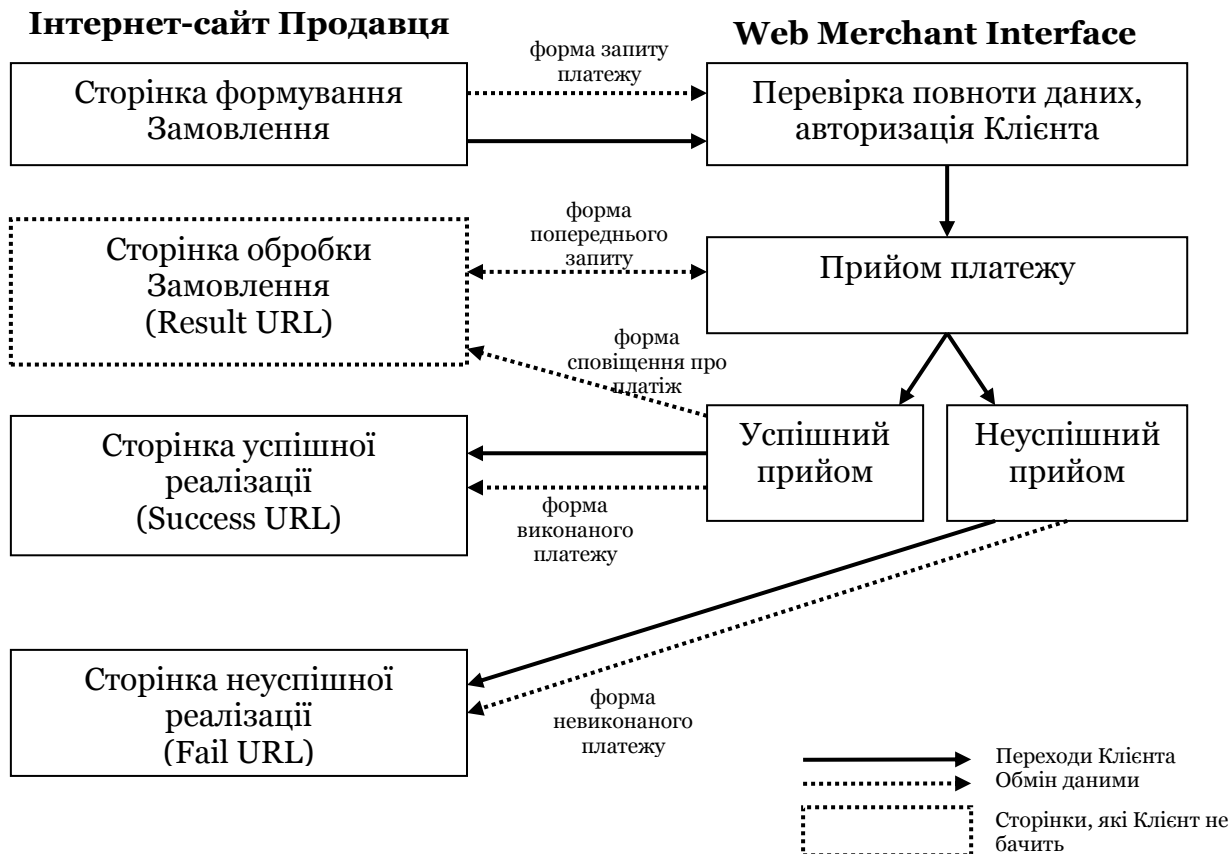 Інтернет-сайт Продавця
Web Merchant Interface
форма запиту
платежу
Сторінка формування
Замовлення
Перевірка повноти даних,
авторизація Клієнта
форма
попереднього
запиту
Сторінка обробки
Замовлення
(Result URL)
Прийом платежу
форма
сповіщення про
платіж
Сторінка успішної
реалізації
(Success URL)
Успішний
прийом
Неуспішний
прийом
форма
виконаного
платежу
Сторінка неуспішної
реалізації
(Fail URL)
форма
невиконаного
платежу
Переходи Клієнта
Обмін даними
Сторінки, які Клієнт не
бачить